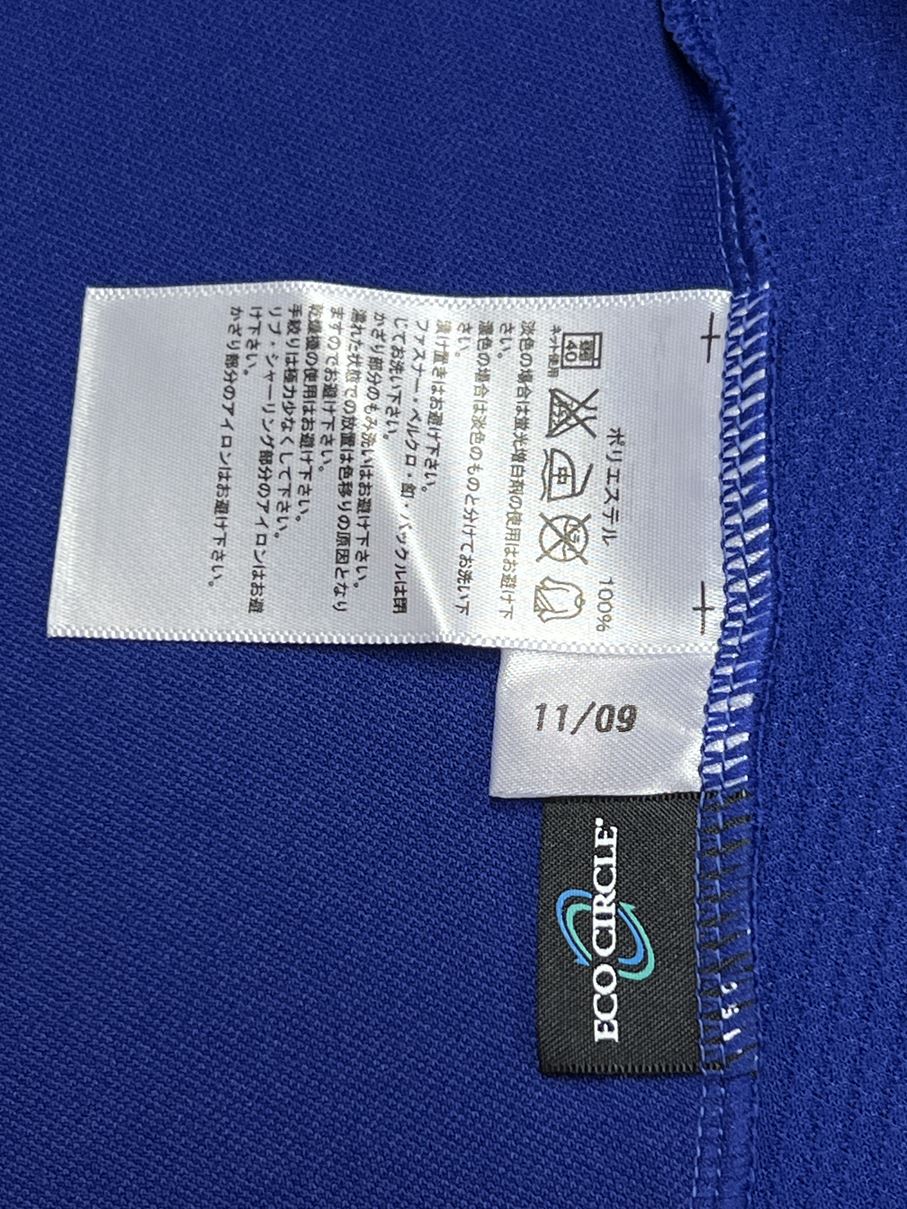 ポリエステル 100%
弱
40
中
ネット使用
淡色の場合は蛍光増白剤の使用はお避け下
さい。
濃色の場合は淡色のものと分けてお洗い下
さい。
漬け置きはお避け下さい。
ファスナー・ベルクロ・釦・バックルは閉
じてお洗い下さい。
かざり部分のもみ洗いはお避け下さい。
濡れた状態での放置は色移りの原因となり
ますのでお避け下さい。
乾燥機の使用はお避け下さい。
手絞りは極力少なくして下さい。
リブ・シャーリング部分のアイロンはお避
け下さい。
かざり部分のアイロンはお避け下さい。
11/09
ECO CIRCLE